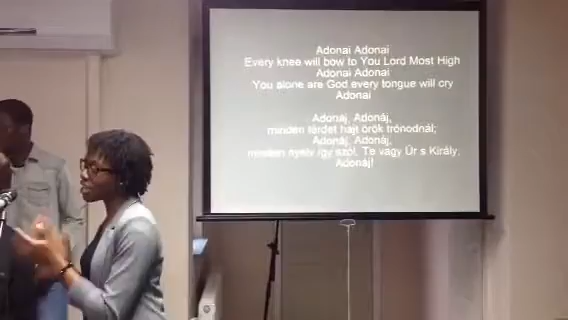 Adonai Adonai
Every knee will bow to You Lord Most High
Adonai Adonai
You alone are God every tongue will cry
Adonai
Adonáj, Adonáj,
minden térdet hajt örök trónodnál;
Adonáj, Adonáj,
minden nyelv így szól, Te vagy Úr s Király,
Adonáj!